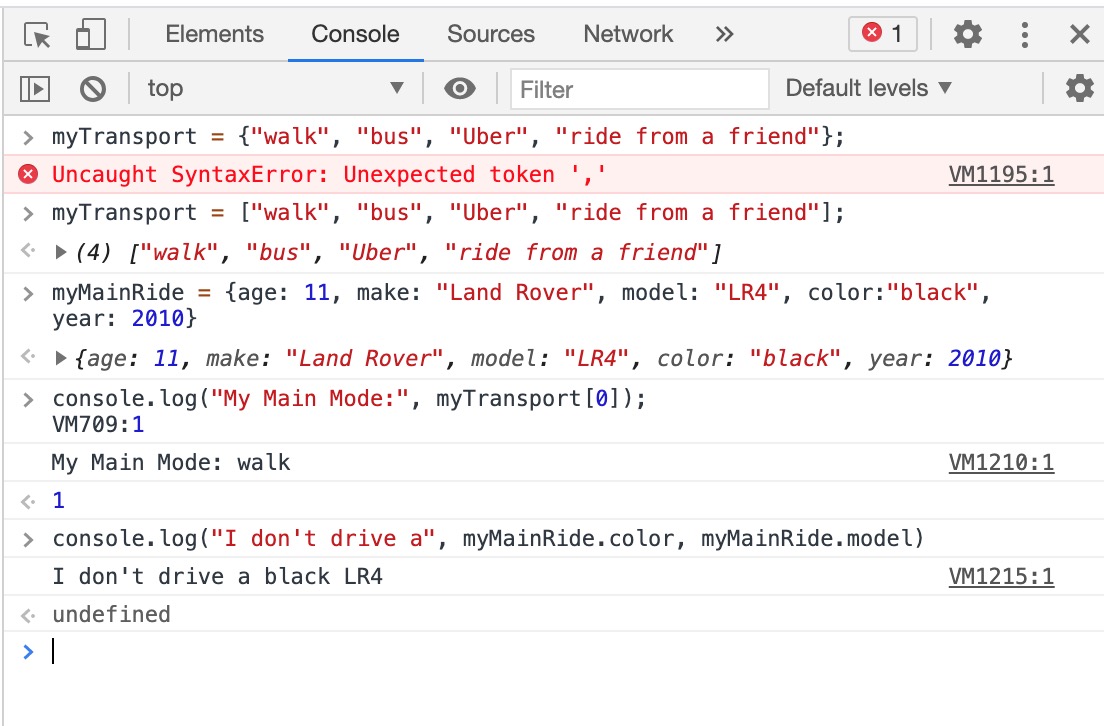 Elements Console Sources Network » 1
top Filter Default levels
myTransport = {"walk", "bus", "Uber", "ride from a friend"};
Uncaught SyntaxError: Unexpected token ',' VM1195:1
myTransport = ["walk", "bus", "Uber", "ride from a friend"];
(4) ["walk", "bus", "Uber", "ride from a friend"]
myMainRide = {age: 11, make: "Land Rover", model: "LR4", color:"black",
year: 2010}
{age: 11, make: "Land Rover", model: "LR4", color: "black", year: 2010}
console.log("My Main Mode:", myTransport[0]);
VM709:1
My Main Mode: walk VM1210:1
1
console.log("I don't drive a", myMainRide.color, myMainRide.model)
I don't drive a black LR4 VM1215:1
undefined